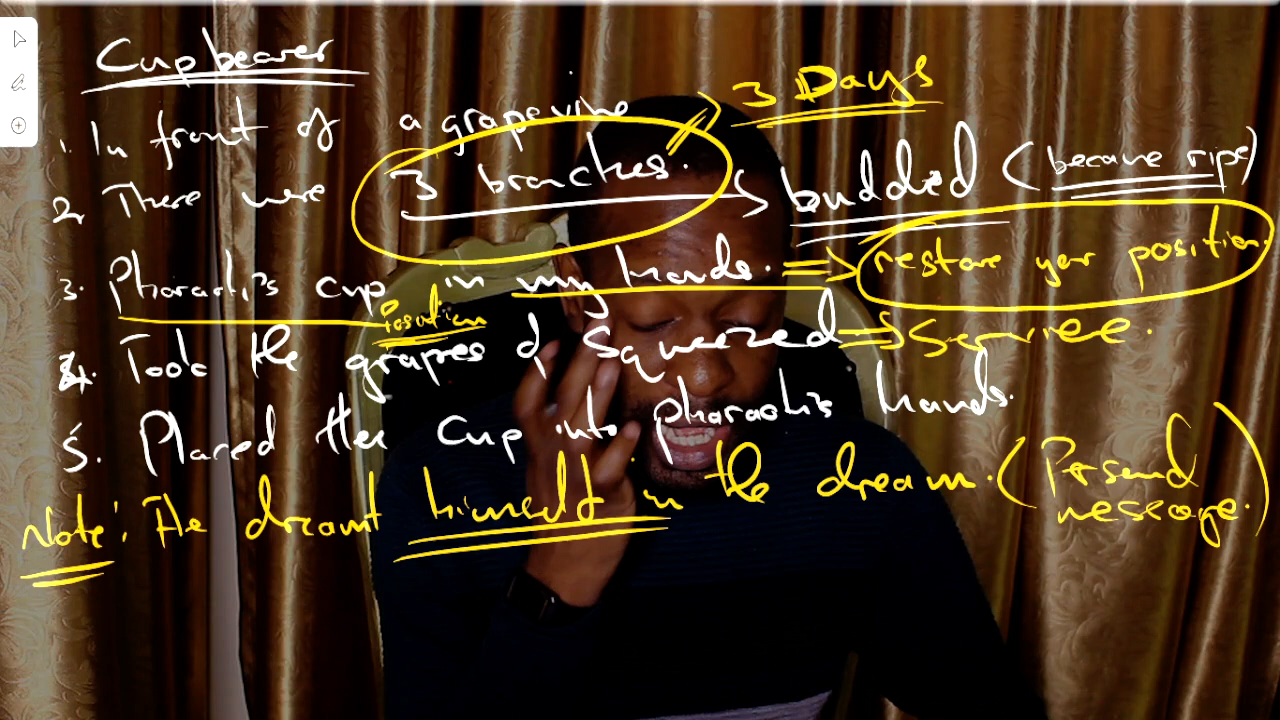 Cupbearer
1. In front of a grapevine
=> 3 Days
2. There were 3 branches. -> budded (became ripe)
3. Pharaoh's cup in my hands. => restore your position.
Position
4. Took the grapes & squeezed => Service.
5. Placed the cup into pharaoh's hands.
Note: He dreamt himself in the dream. (Personal message.)